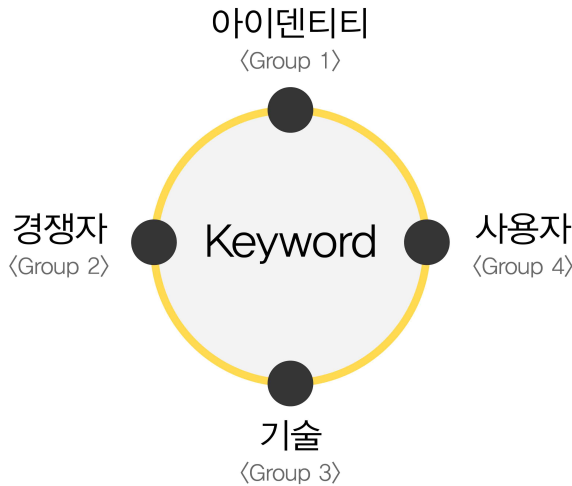 아이덴티티
〈Group 1〉
경쟁자
〈Group 2〉
Keyword
사용자
〈Group 4〉
기술
〈Group 3〉